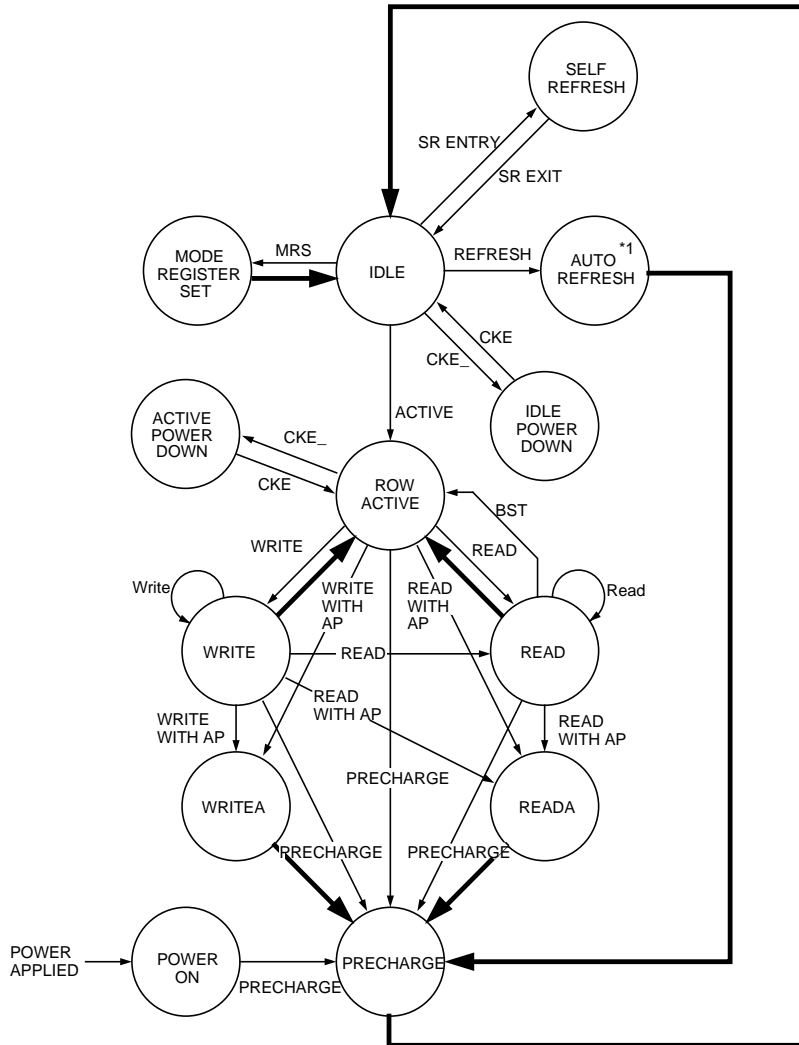 SELF
REFRESH
SR ENTRY
SR EXIT
MODE
REGISTER
SET
MRS
IDLE
REFRESH
*1
AUTO
REFRESH
CKE
CKE_
IDLE
POWER
DOWN
ACTIVE
ACTIVE
POWER
DOWN
CKE_
CKE
ROW
ACTIVE
BST
WRITE
READ
Write
WRITE
WITH
AP
READ
WITH
AP
Read
WRITE
READ
READ
READ
WITH AP
WRITE
WITH AP
READ
WITH AP
PRECHARGE
WRITEA
READA
PRECHARGE
PRECHARGE
POWER
APPLIED
POWER
ON
PRECHARGE
PRECHARGE